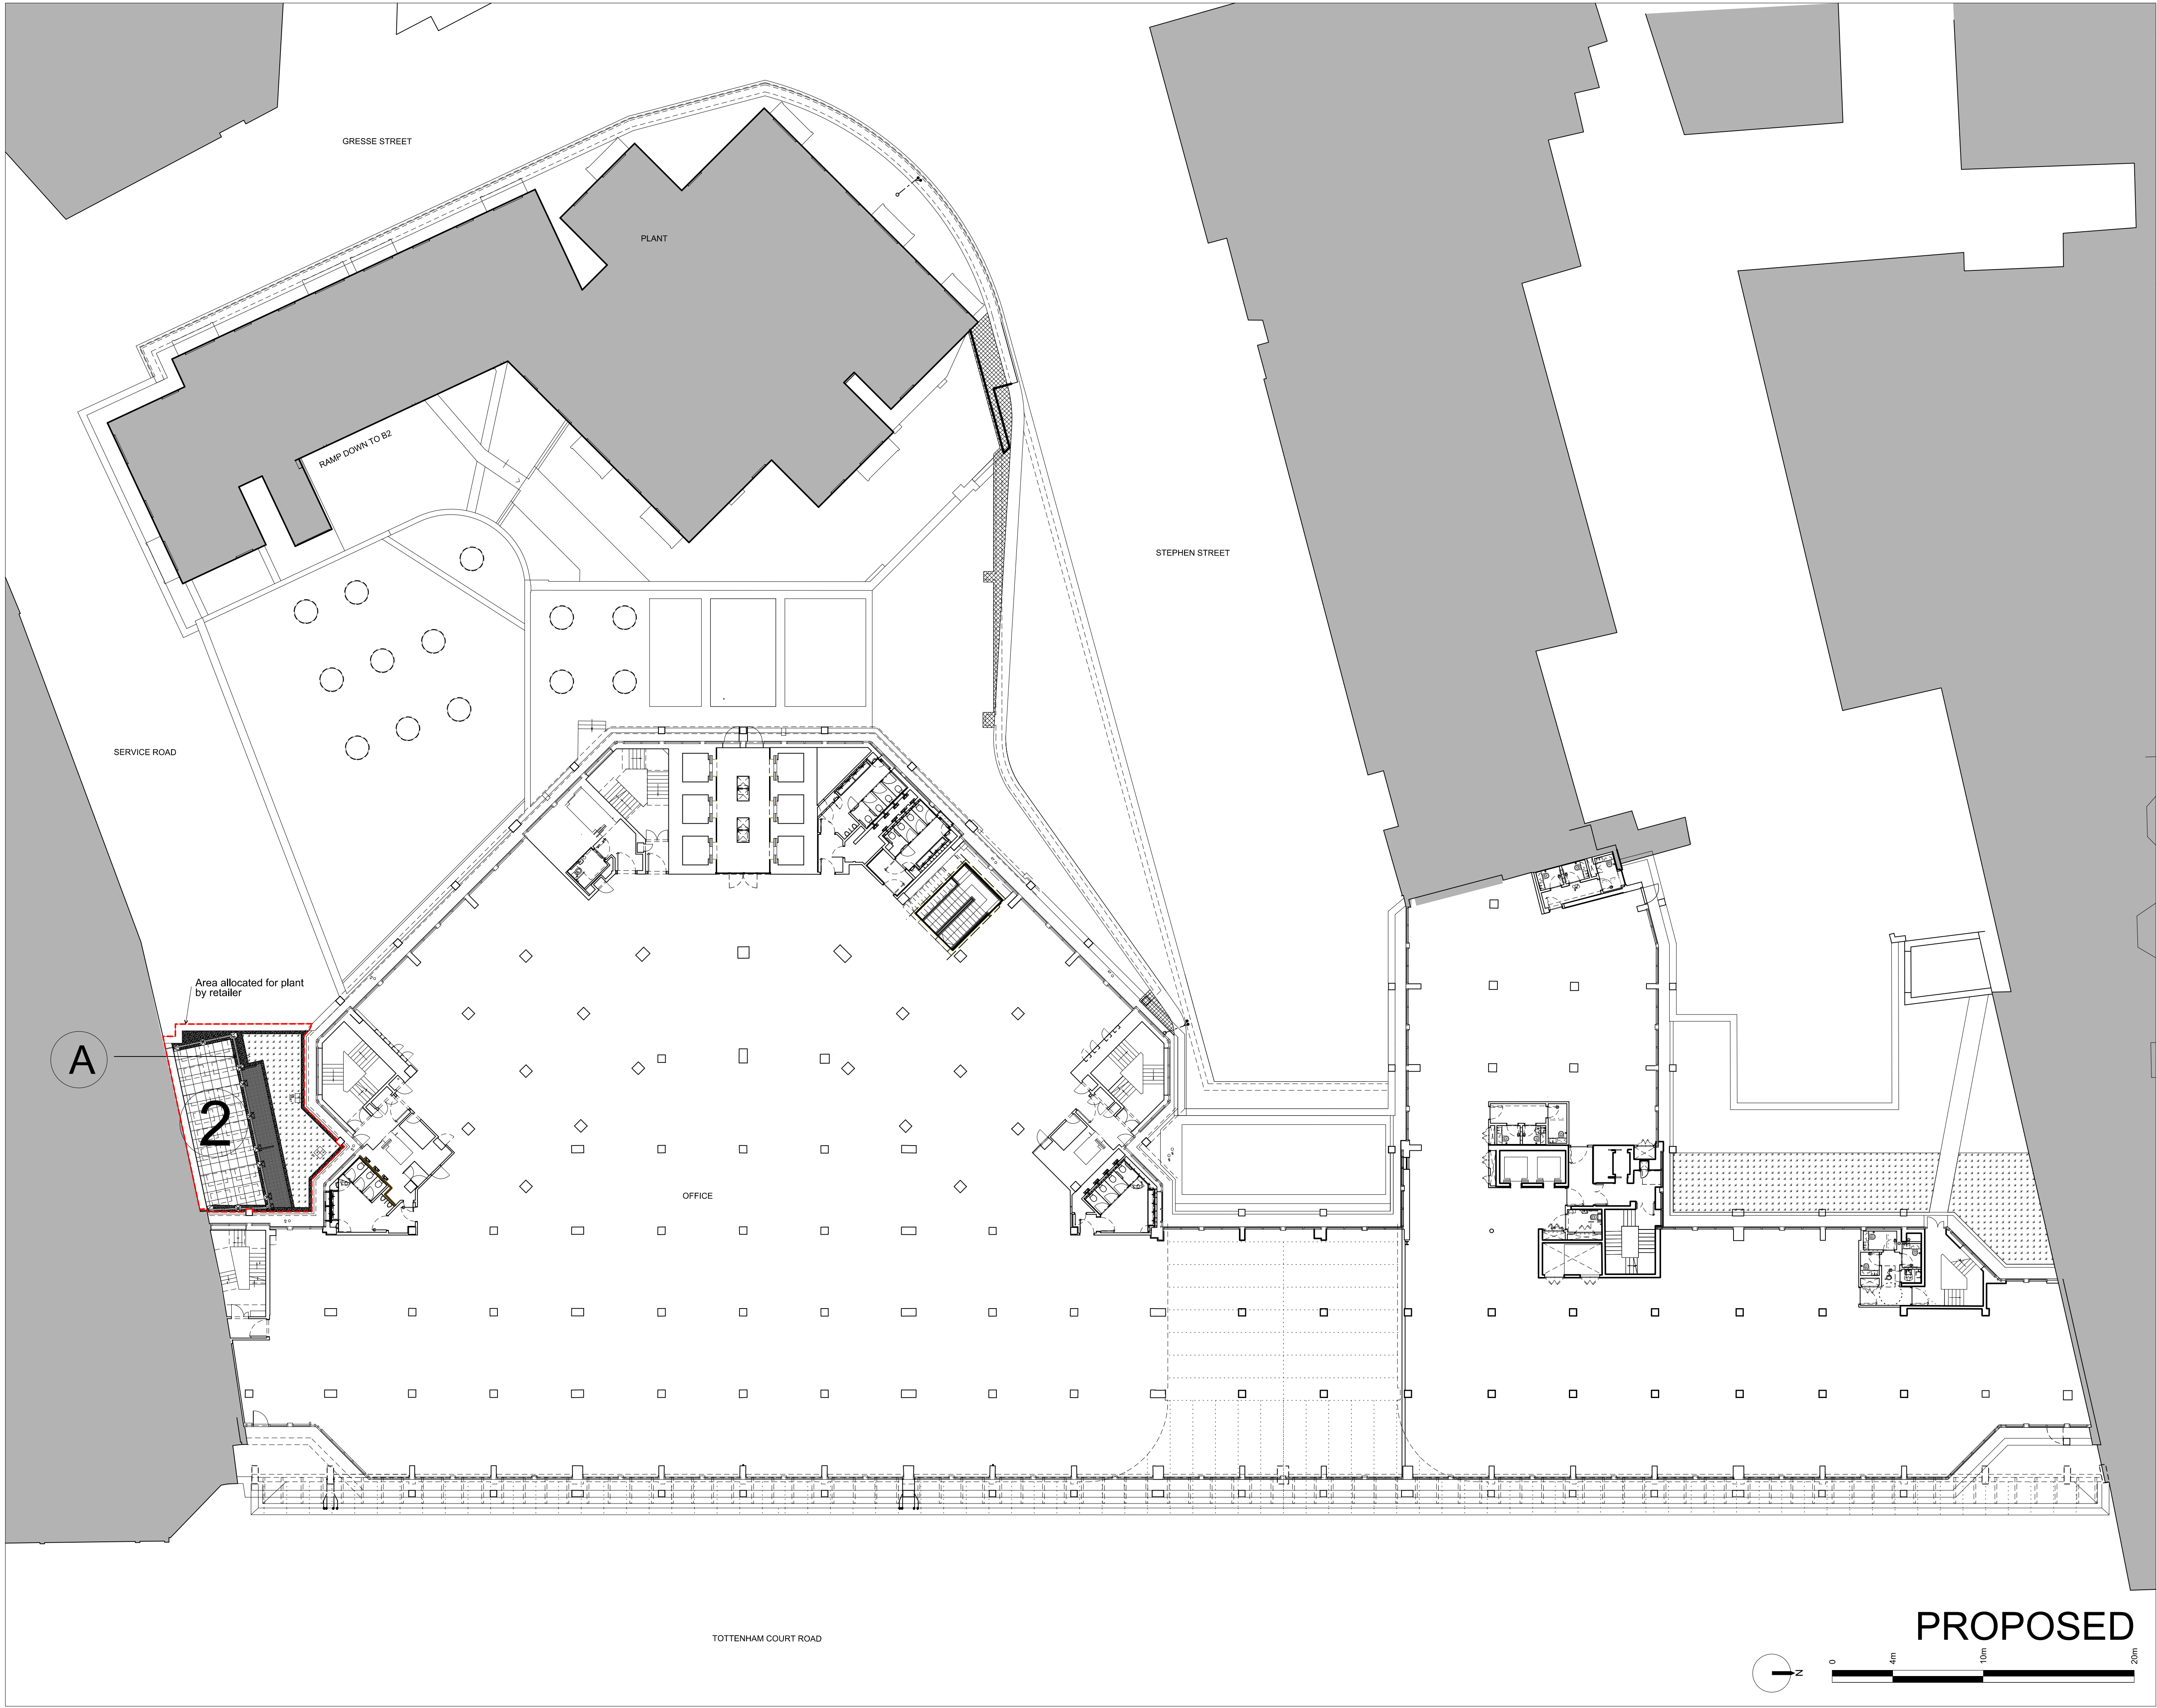 GRESSE STREET
PLANT
RAMP DOWN TO B2
STEPHEN STREET
SERVICE ROAD
Area allocated for plant
by retailer
A
2
OFFICE
TOTTENHAM COURT ROAD
PROPOSED
N
0
4m
10m
20m